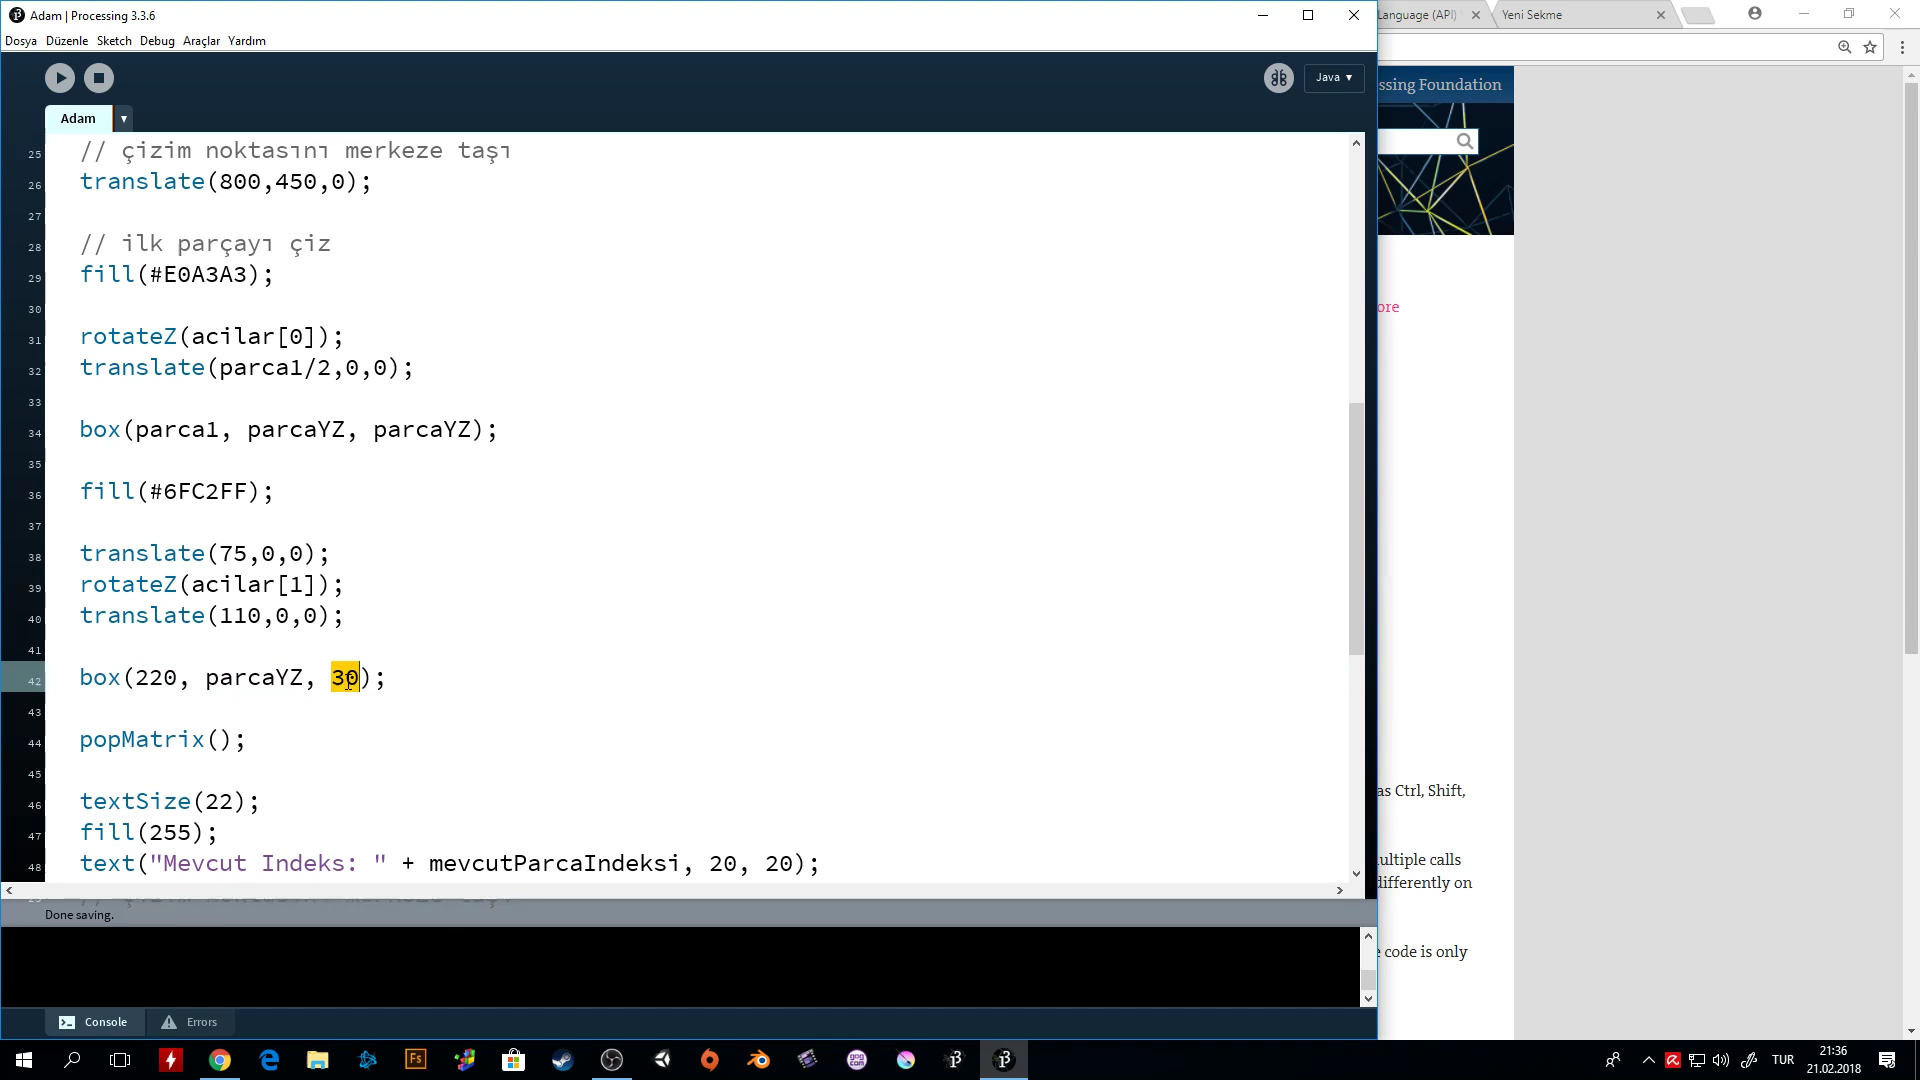 Adam | Processing 3.3.6
Language (API)
Yeni Sekme
Dosya Düzenle Sketch Debug Araçlar Yardım
Java ▾
ssing Foundation
Adam
25 // çizim noktasını merkeze taşı
26 translate(800,450,0);
27
28 // ilk parçayı çiz
29 fill(#E0A3A3);
30
ore
31 rotateZ(acilar[0]);
32 translate(parca1/2,0,0);
33
34 box(parca1, parcaYZ, parcaYZ);
35
36 fill(#6FC2FF);
37
38 translate(75,0,0);
39 rotateZ(acilar[1]);
40 translate(110,0,0);
41
42 box(220, parcaYZ, 30);
43
44 popMatrix();
45
as Ctrl, Shift,
46 textSize(22);
47 fill(255);
48 text("Mevcut Indeks: " + mevcutParcaIndeksi, 20, 20);
ultiple calls
differently on
Done saving.
code is only
Console
Errors
Fs
TUR
21:36
21.02.2018